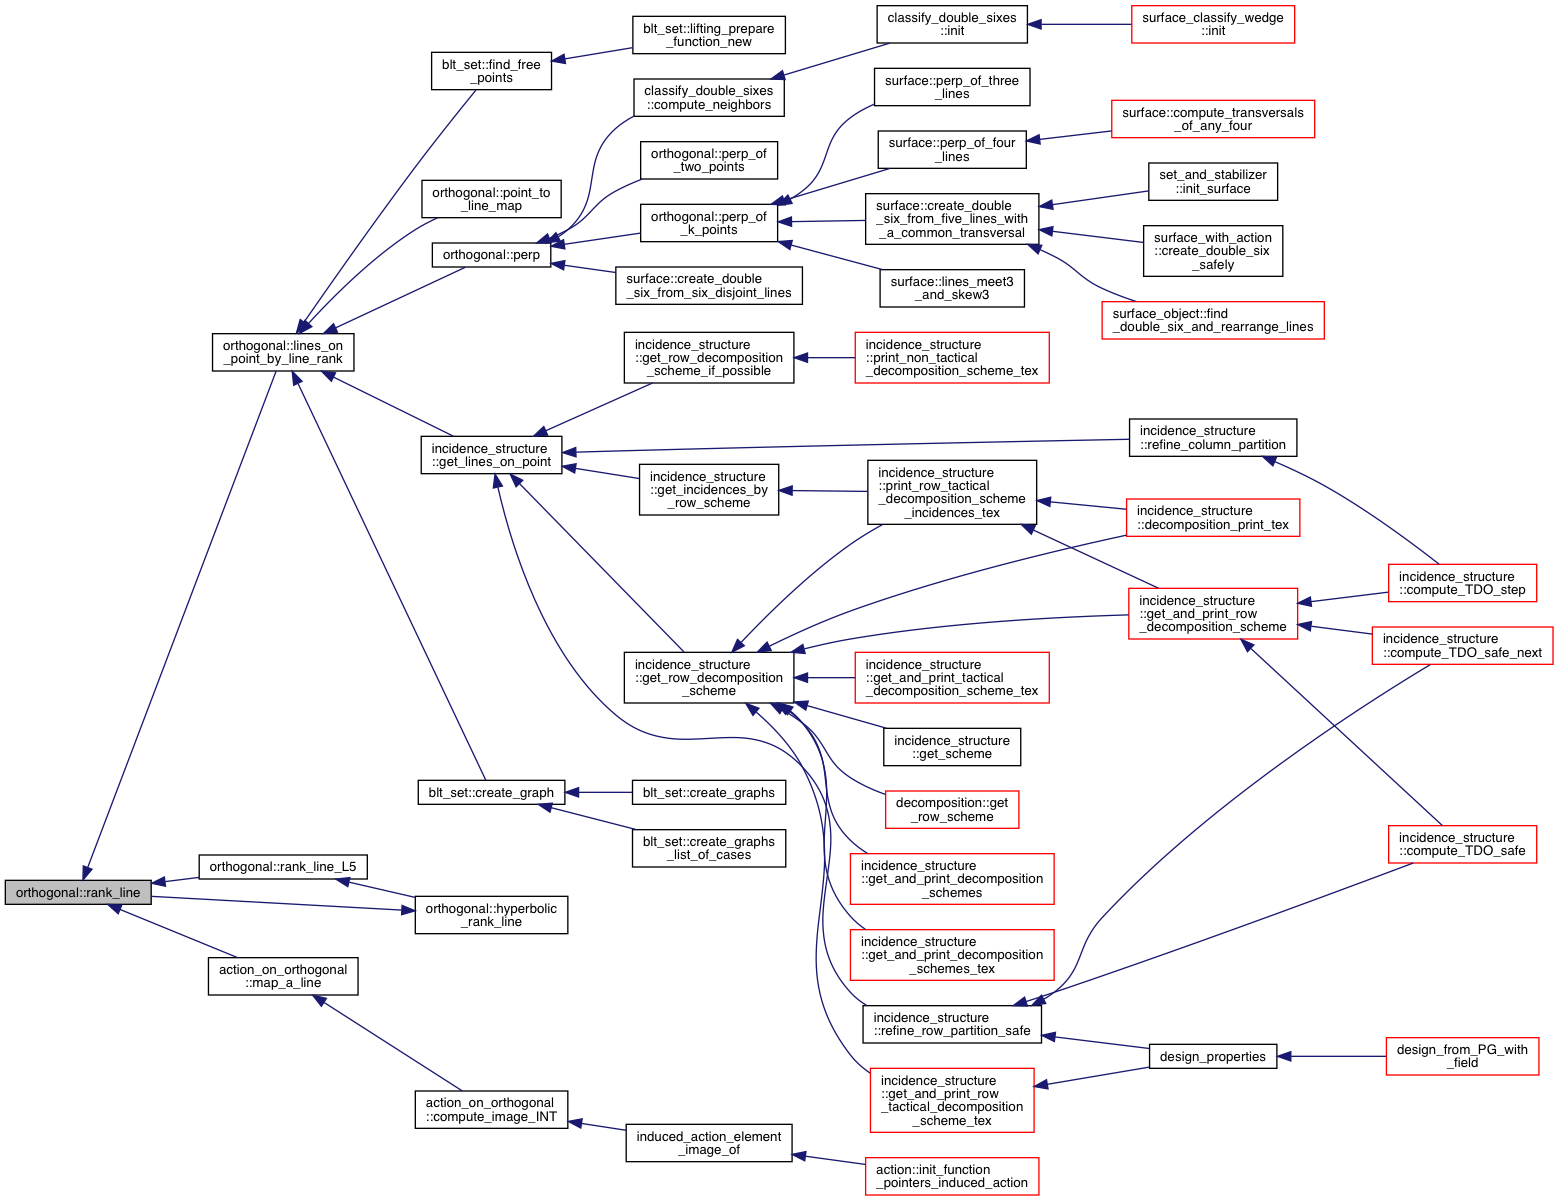 orthogonal::rank_line
orthogonal::lines_on
_point_by_line_rank
orthogonal::rank_line_L5
orthogonal::hyperbolic
_rank_line
action_on_orthogonal
::map_a_line
action_on_orthogonal
::compute_image_INT
induced_action_element
_image_of
action::init_function
_pointers_induced_action
blt_set::find_free
_points
blt_set::lifting_prepare
_function_new
orthogonal::point_to
_line_map
orthogonal::perp
classify_double_sixes
::compute_neighbors
classify_double_sixes
::init
surface_classify_wedge
::init
orthogonal::perp_of
_two_points
orthogonal::perp_of
_k_points
surface::create_double
_six_from_six_disjoint_lines
surface::perp_of_three
_lines
surface::perp_of_four
_lines
surface::compute_transversals
_of_any_four
surface::create_double
_six_from_five_lines_with
_a_common_transversal
set_and_stabilizer
::init_surface
surface_with_action
::create_double_six
_safely
surface_object::find
_double_six_and_rearrange_lines
surface::lines_meet3
_and_skew3
incidence_structure
::get_lines_on_point
incidence_structure
::get_row_decomposition
_scheme_if_possible
incidence_structure
::print_non_tactical
_decomposition_scheme_tex
incidence_structure
::refine_column_partition
incidence_structure
::get_incidences_by
_row_scheme
incidence_structure
::print_row_tactical
_decomposition_scheme
_incidences_tex
incidence_structure
::decomposition_print_tex
incidence_structure
::compute_TDO_step
incidence_structure
::get_and_print_row
_decomposition_scheme
incidence_structure
::compute_TDO_safe_next
incidence_structure
::get_row_decomposition
_scheme
incidence_structure
::get_and_print_tactical
_decomposition_scheme_tex
incidence_structure
::get_scheme
decomposition::get
_row_scheme
incidence_structure
::get_and_print_decomposition
_schemes
incidence_structure
::get_and_print_decomposition
_schemes_tex
incidence_structure
::refine_row_partition_safe
incidence_structure
::get_and_print_row
_tactical_decomposition
_scheme_tex
incidence_structure
::compute_TDO_safe
design_properties
design_from_PG_with
_field
blt_set::create_graph
blt_set::create_graphs
blt_set::create_graphs
_list_of_cases